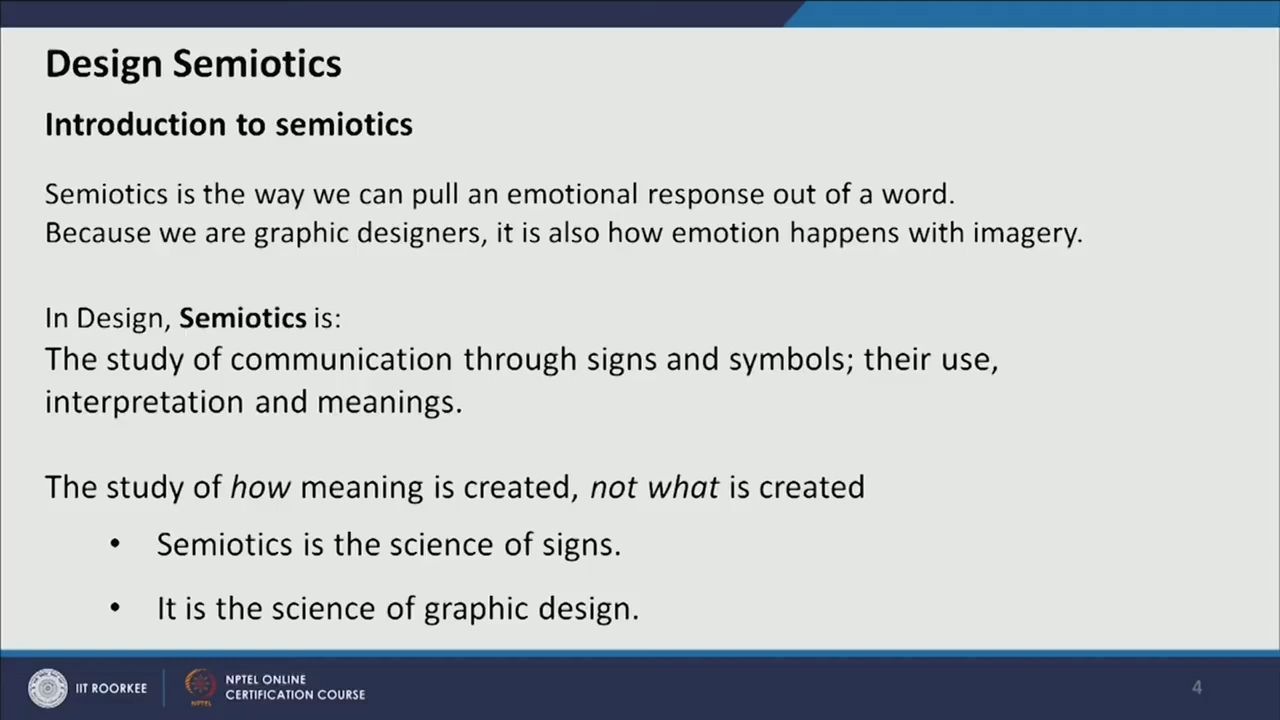 Design Semiotics
Introduction to semiotics
Semiotics is the way we can pull an emotional response out of a word.
Because we are graphic designers, it is also how emotion happens with imagery.
In Design, Semiotics is:
The study of communication through signs and symbols; their use,
interpretation and meanings.
The study of how meaning is created, not what is created
• Semiotics is the science of signs.
• It is the science of graphic design.
IIT ROORKEE
NPTEL
NPTEL ONLINE
CERTIFICATION COURSE
4